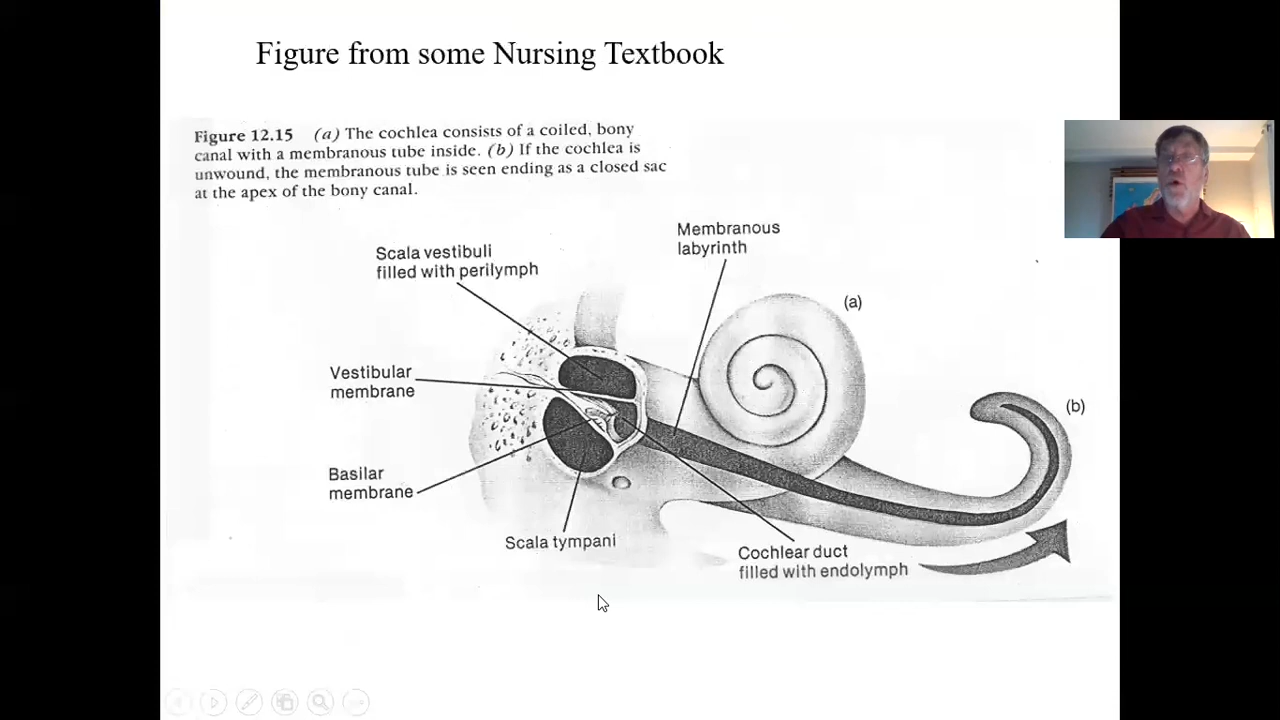 Figure from some Nursing Textbook
Figure 12.15 (a) The cochlea consists of a coiled, bony
canal with a membranous tube inside. (b) If the cochlea is
unwound, the membranous tube is seen ending as a closed sac
at the apex of the bony canal.
Membranous
labyrinth
Scala vestibuli
filled with perilymph
(a)
Vestibular
membrane
(b)
Basilar
membrane
Scala tympani
Cochlear duct
filled with endolymph